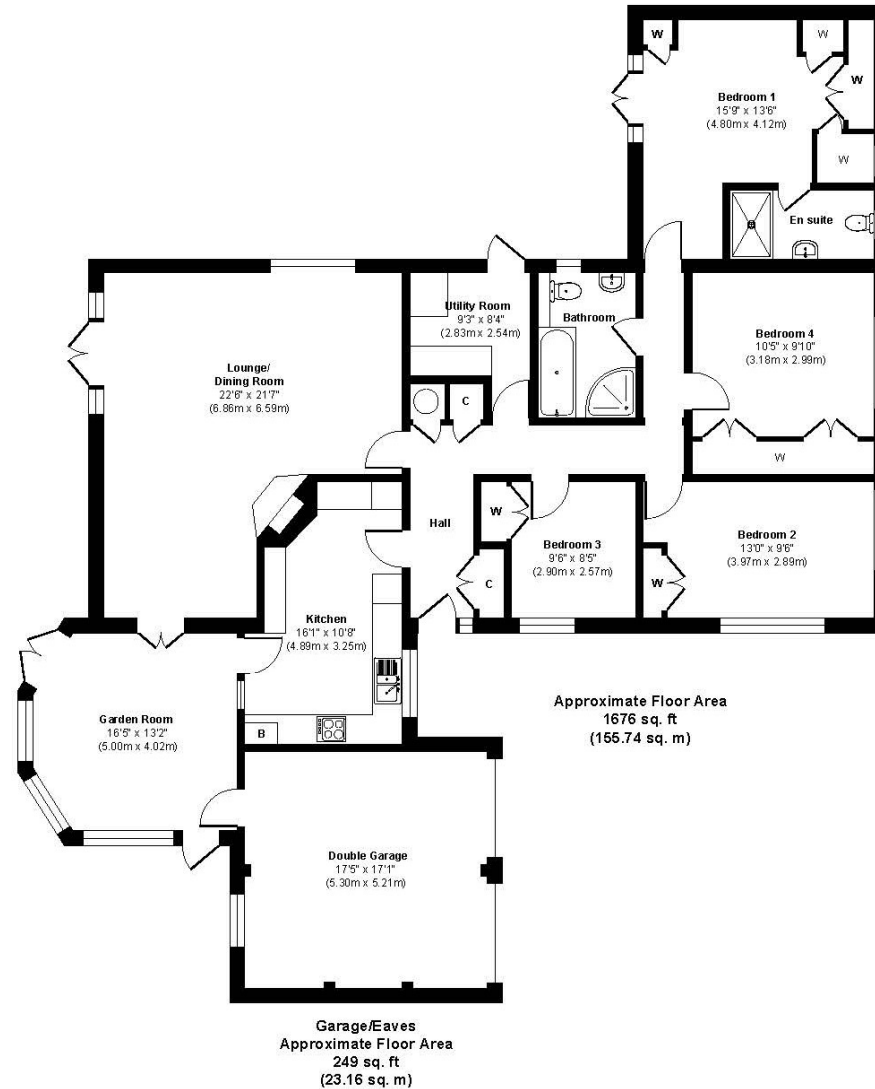 W
W
W
Bedroom 1
15'9" x 13'6"
(4.80m x 4.12m)
W
En suite
Utility Room
9'3" x 8'4"
(2.83m x 2.54m)
Bathroom
Bedroom 4
10'5" x 9'10"
(3.18m x 2.99m)
Lounge/
Dining Room
22'6" x 21'7"
(6.86m x 6.59m)
C
W
Hall
W
Bedroom 3
9'6" x 8'5"
(2.90m x 2.57m)
Bedroom 2
13'0" x 9'6"
(3.97m x 2.89m)
C
W
Kitchen
16'1" x 10'8"
(4.89m x 3.25m)
Garden Room
16'5" x 13'2"
(5.00m x 4.02m)
B
Approximate Floor Area
1676 sq. ft
(155.74 sq. m)
Double Garage
17'5" x 17'1"
(5.30m x 5.21m)
Garage/Eaves
Approximate Floor Area
249 sq. ft
(23.16 sq. m)